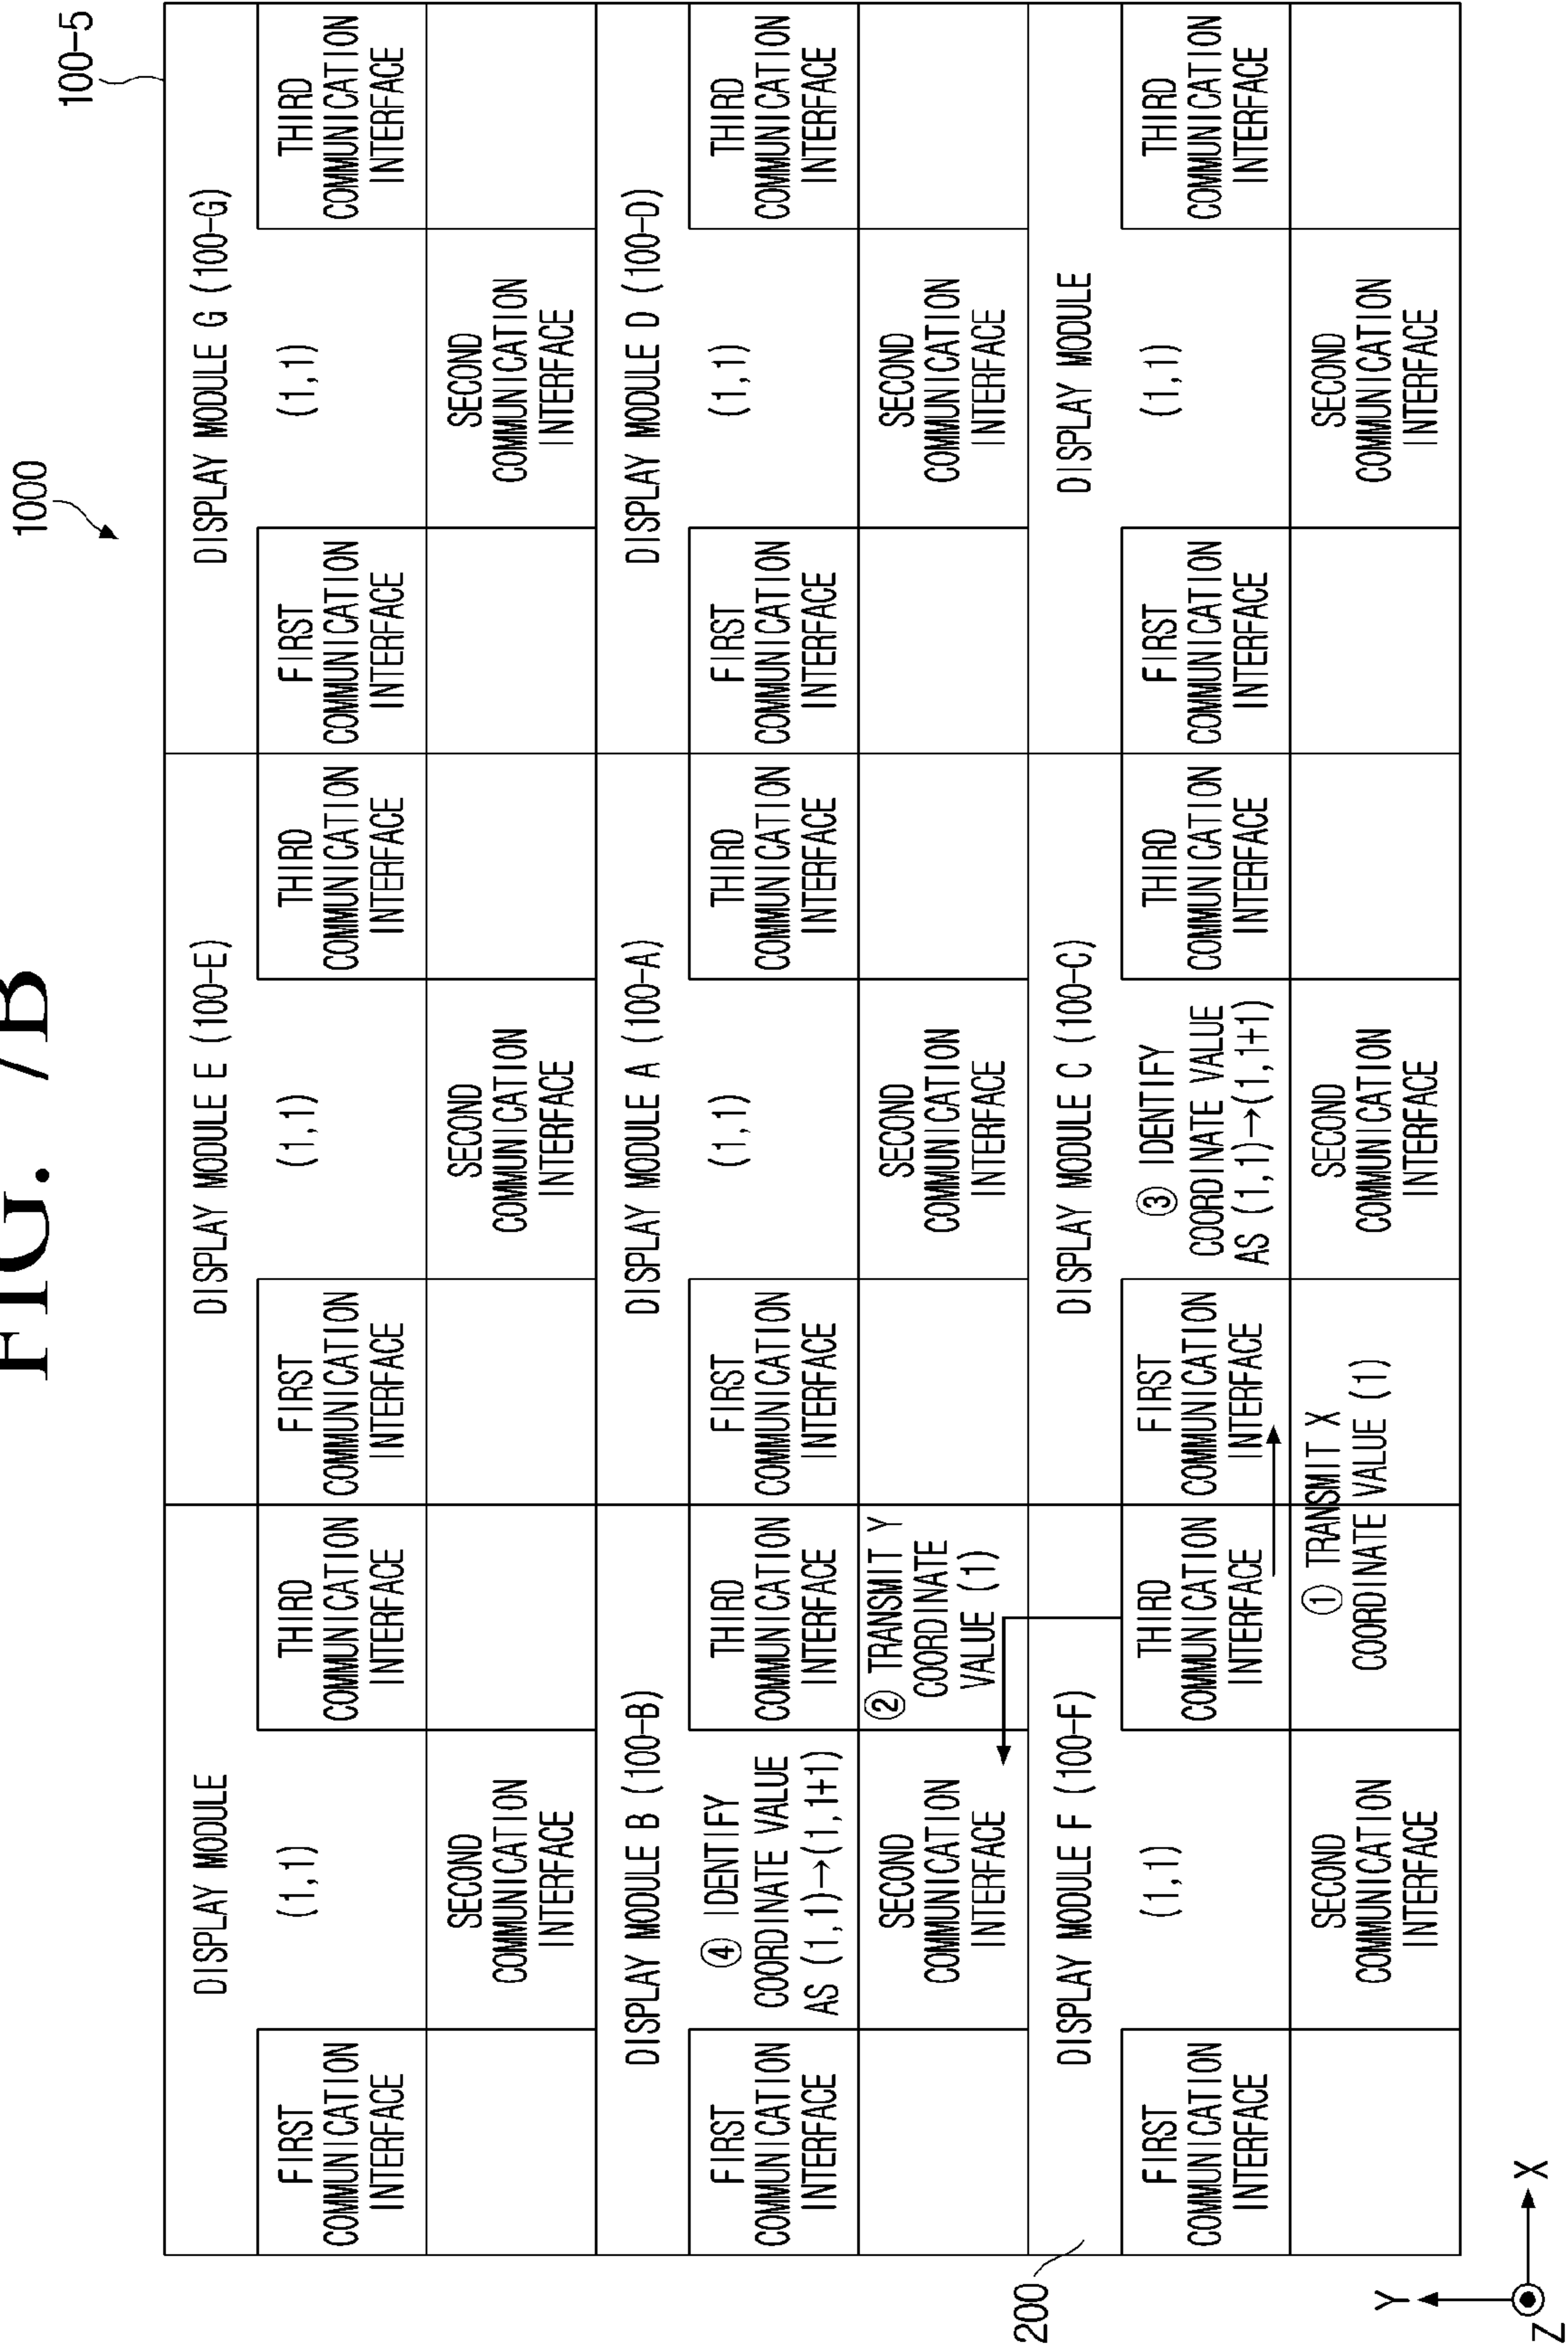 FIG. 7B
1000
100-5
DISPLAY MODULE
FIRST
COMMUNICATION
INTERFACE
(1,1)
THIRD
COMMUNICATION
INTERFACE
SECOND
COMMUNICATION
INTERFACE
DISPLAY MODULE E (100-E)
FIRST
COMMUNICATION
INTERFACE
(1,1)
THIRD
COMMUNICATION
INTERFACE
SECOND
COMMUNICATION
INTERFACE
DISPLAY MODULE G (100-G)
FIRST
COMMUNICATION
INTERFACE
(1,1)
THIRD
COMMUNICATION
INTERFACE
SECOND
COMMUNICATION
INTERFACE
DISPLAY MODULE B (100-B)
FIRST
COMMUNICATION
INTERFACE
④ IDENTIFY
COORDINATE VALUE
AS (1,1)→(1,1+1)
THIRD
COMMUNICATION
INTERFACE
SECOND
COMMUNICATION
INTERFACE
② TRANSMIT Y
COORDINATE
VALUE (1)
DISPLAY MODULE A (100-A)
FIRST
COMMUNICATION
INTERFACE
(1,1)
THIRD
COMMUNICATION
INTERFACE
SECOND
COMMUNICATION
INTERFACE
DISPLAY MODULE D (100-D)
FIRST
COMMUNICATION
INTERFACE
(1,1)
THIRD
COMMUNICATION
INTERFACE
SECOND
COMMUNICATION
INTERFACE
200
DISPLAY MODULE F (100-F)
FIRST
COMMUNICATION
INTERFACE
(1,1)
THIRD
COMMUNICATION
INTERFACE
SECOND
COMMUNICATION
INTERFACE
① TRANSMIT X
COORDINATE VALUE (1)
DISPLAY MODULE C (100-C)
FIRST
COMMUNICATION
INTERFACE
③ IDENTIFY
COORDINATE VALUE
AS (1,1)→(1,1+1)
THIRD
COMMUNICATION
INTERFACE
SECOND
COMMUNICATION
INTERFACE
DISPLAY MODULE
FIRST
COMMUNICATION
INTERFACE
(1,1)
THIRD
COMMUNICATION
INTERFACE
SECOND
COMMUNICATION
INTERFACE
Y
Z
X